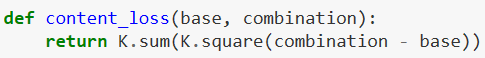 def content_loss(base, combination):
    return K.sum(K.square(combination - base))